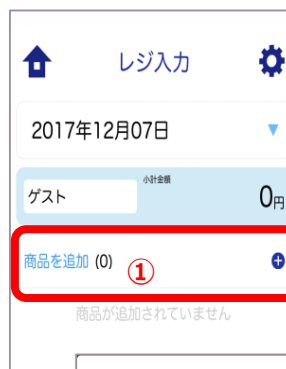 レジ入力
2017年12月07日
小計金額
ゲスト 0円
商品を追加 (0)
①
商品が追加されていません